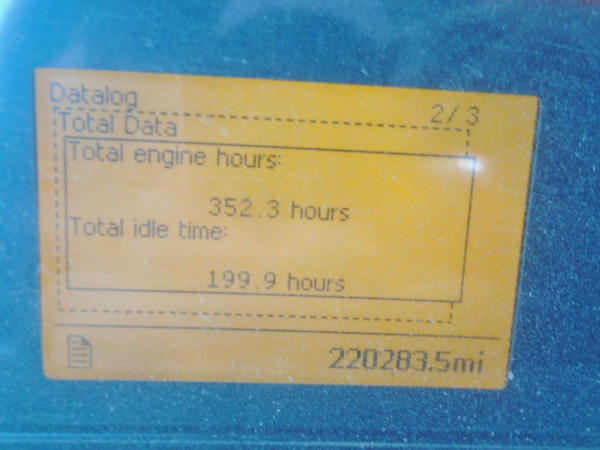 Datalog
2/3
Total Data
Total engine hours:
352.3 hours
Total idle time:
199.9 hours
220283.5mi